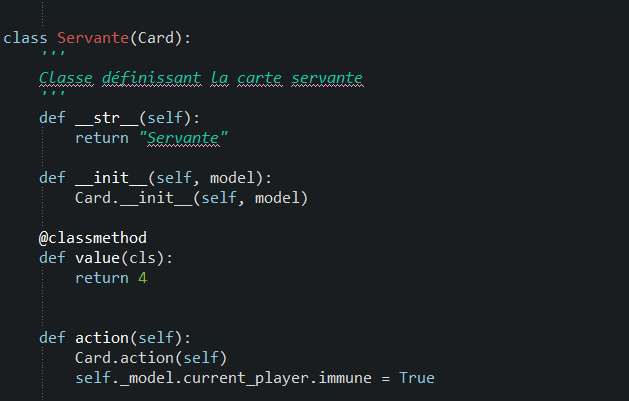 class Servante(Card):
'''
Classe définissant la carte servante
'''
def __str__(self):
return "Servante"
def __init__(self, model):
Card.__init__(self, model)
@classmethod
def value(cls):
return 4
def action(self):
Card.action(self)
self._model.current_player.immune = True